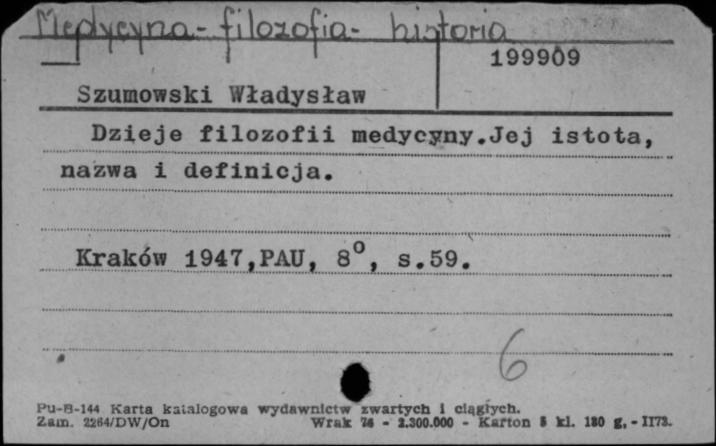 Medycyna - filozofia - historia
199909
Szumowski Władysław
Dzieje filozofii medycyny.Jej istota,
nazwa i definicja.
Kraków 1947,PAU, 8º, s.59.
6
Pu-B-144 Karta katalogowa wydawnictw zwartych i ciągłych.
Zam. 2264/DW/On Wrak 74 - 2.300.000 - Karton 5 kl. 180 g, - 1173.